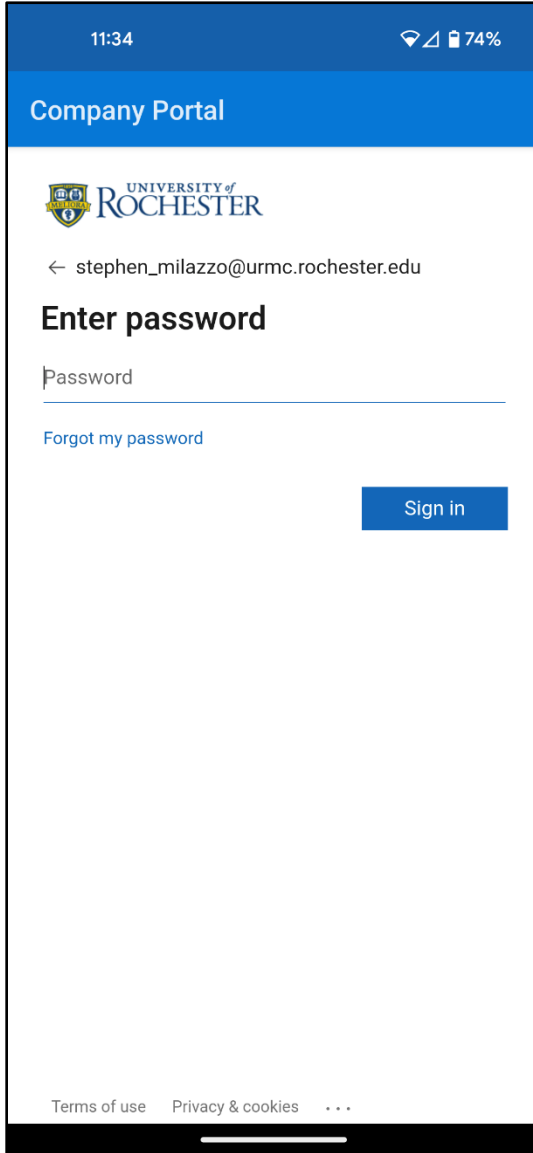 11:34 74%
Company Portal
MELIORA
UNIVERSITY of
ROCHESTER
← stephen_milazzo@urmc.rochester.edu
Enter password
Password
Forgot my password
Sign in
Terms of use Privacy & cookies ...